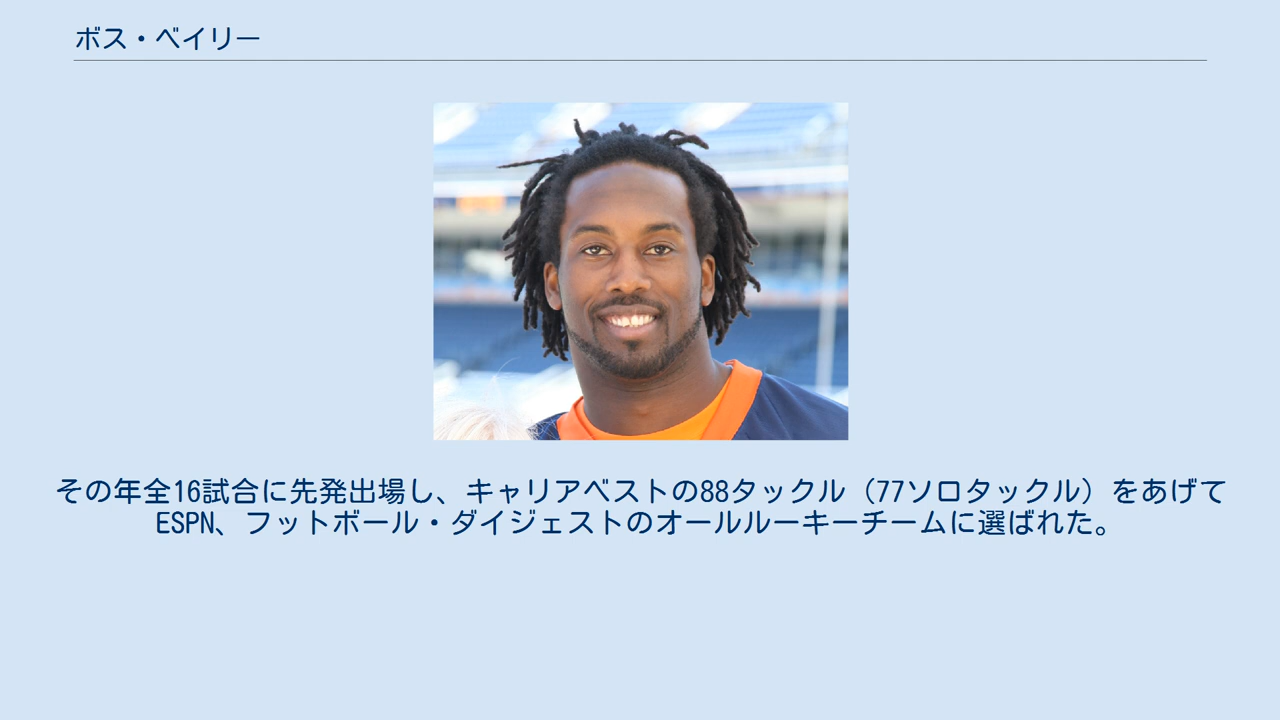 ボス・ベイリー
その年全16試合に先発出場し、キャリアベストの88タックル（77ソロタックル）をあげて
ESPN、フットボール・ダイジェストのオールルーキーチームに選ばれた。